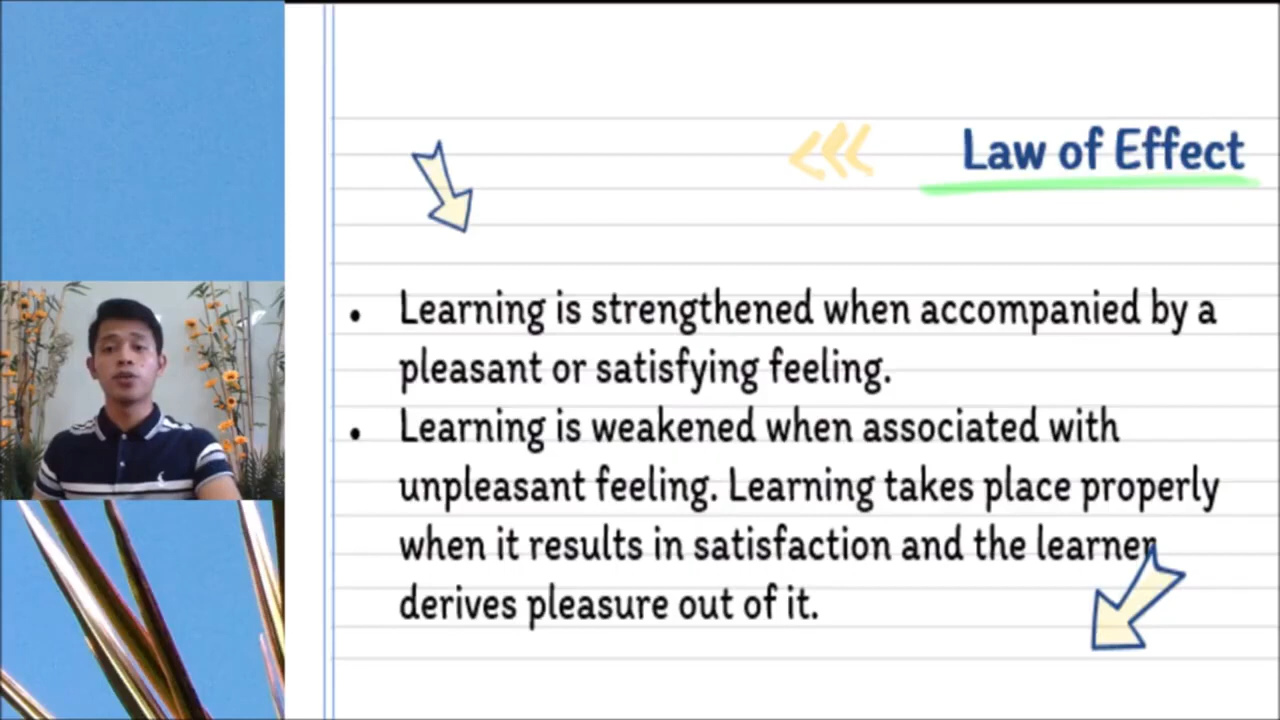 Law of Effect
• Learning is strengthened when accompanied by a
pleasant or satisfying feeling.
• Learning is weakened when associated with
unpleasant feeling. Learning takes place properly
when it results in satisfaction and the learner
derives pleasure out of it.